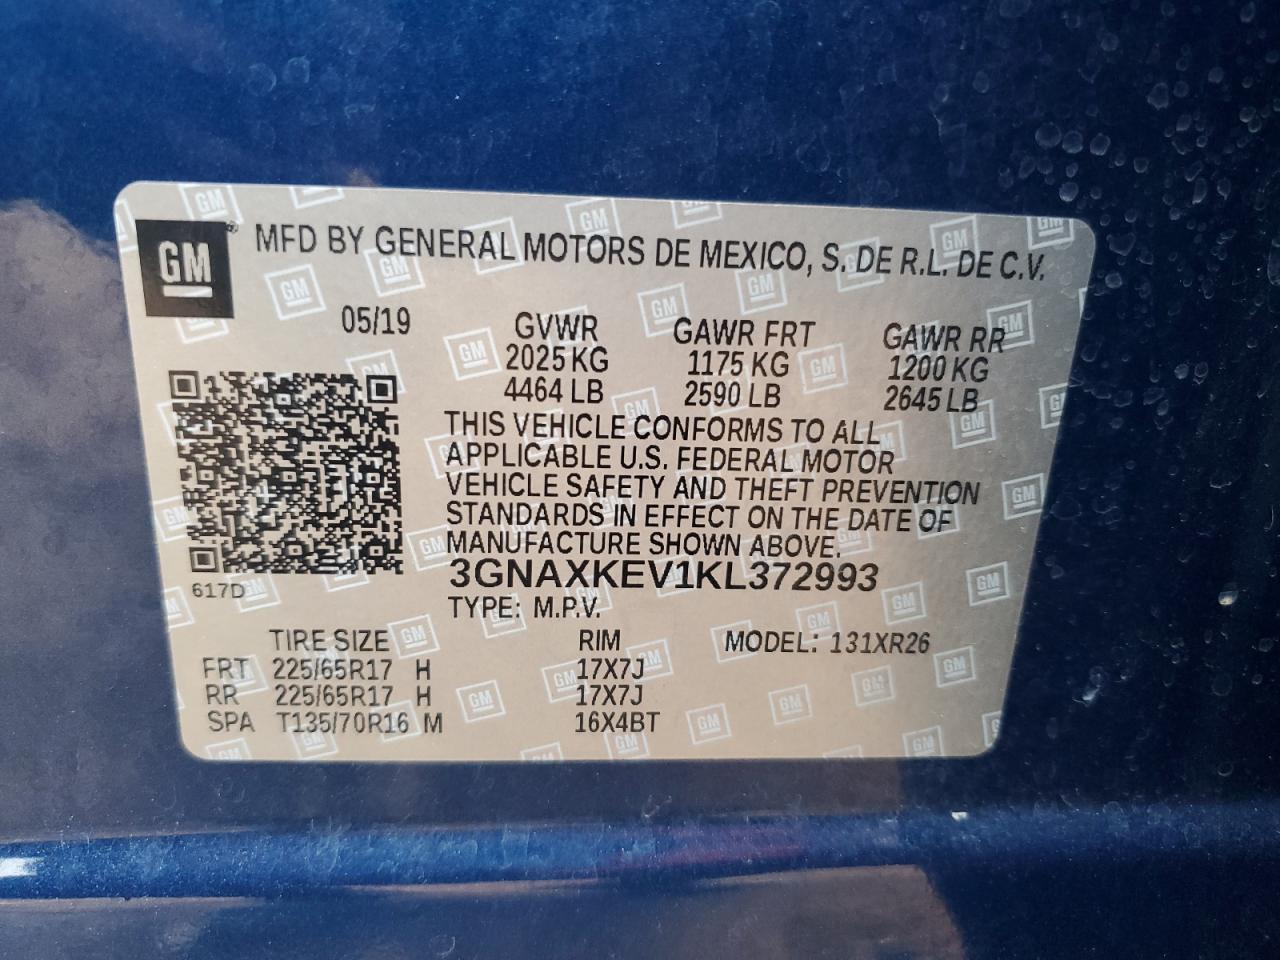 GM
MFD BY GENERAL MOTORS DE MEXICO, S. DE R.L. DE C.V.
05/19
GVWR GAWR FRT GAWR RR
2025 KG 1175 KG 1200 KG
4464 LB 2590 LB 2645 LB
THIS VEHICLE CONFORMS TO ALL
APPLICABLE U.S. FEDERAL MOTOR
VEHICLE SAFETY AND THEFT PREVENTION
STANDARDS IN EFFECT ON THE DATE OF
MANUFACTURE SHOWN ABOVE.
3GNAXKEV1KL372993
617D
TYPE: M.P.V.
TIRE SIZE RIM MODEL: 131XR26
FRT 225/65R17 H 17X7J
RR 225/65R17 H 17X7J
SPA T135/70R16 M 16X4BT